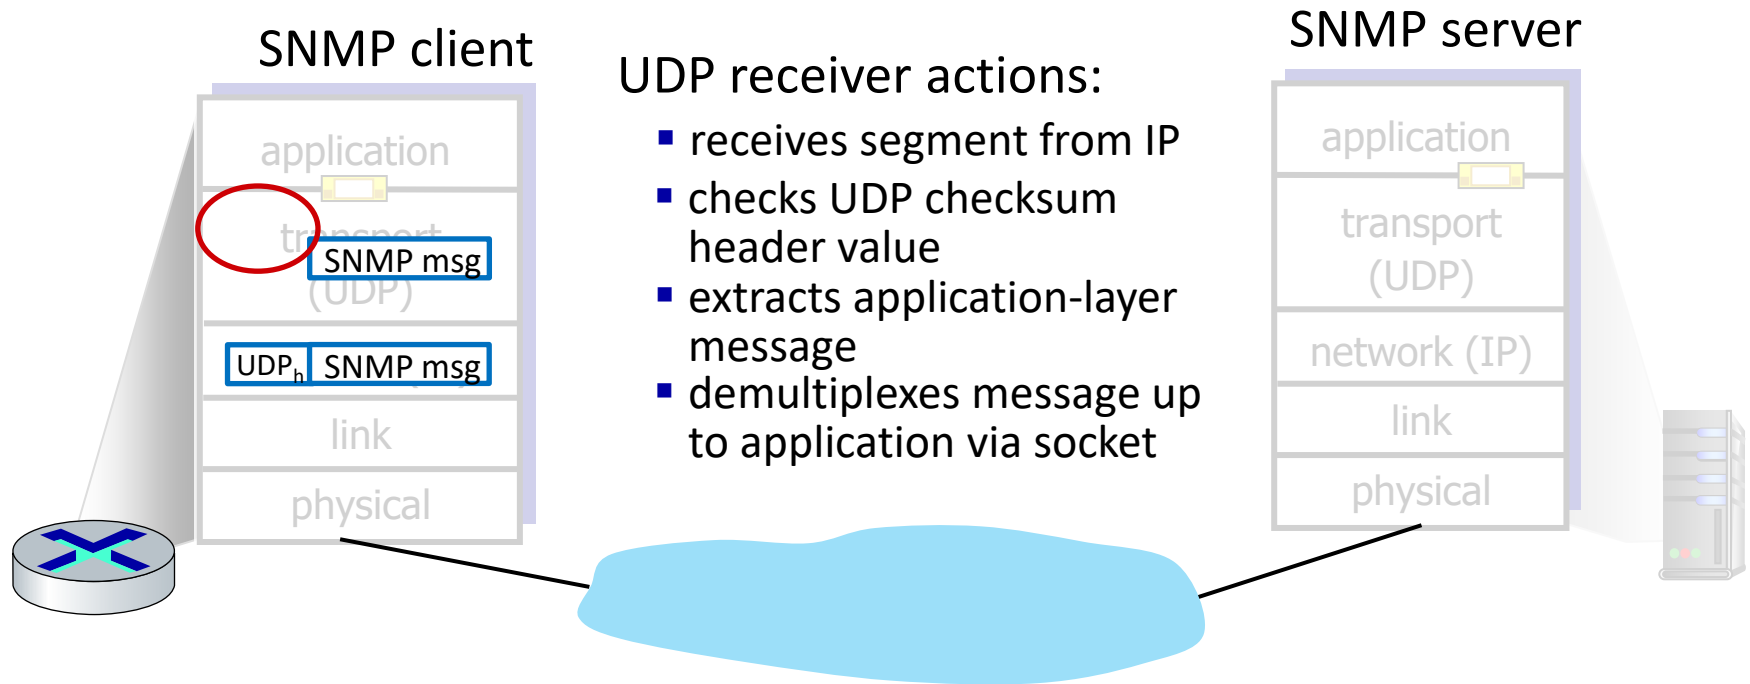 SNMP client
application
transport
SNMP msg
(UDP)
UDPh SNMP msg
link
physical
UDP receiver actions:
▪ receives segment from IP
▪ checks UDP checksum
header value
▪ extracts application-layer
message
▪ demultiplexes message up
to application via socket
SNMP server
application
transport
(UDP)
network (IP)
link
physical